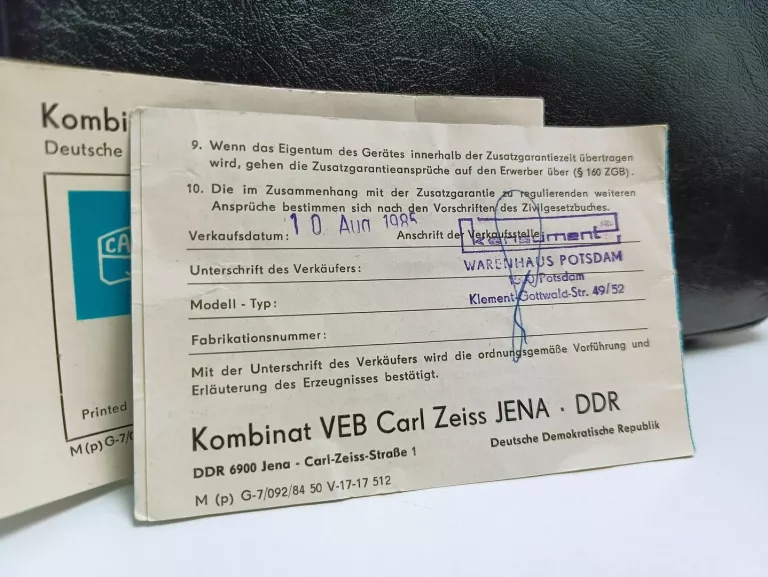 Kombi
Deutsche
CA
Printed
M (p) G-7/0
9. Wenn das Eigentum des Gerätes innerhalb der Zusatzgarantiezeit übertragen
wird, gehen die Zusatzgarantieansprüche auf den Erwerber über (§ 160 ZGB).
10. Die im Zusammenhang mit der Zusatzgarantie zu regulierenden weiteren
Ansprüche bestimmen sich nach den Vorschriften des Zivilgesetzbuches.
Verkaufsdatum: 10. Aug 1985 Anschrift der Verkaufsstelle
konsument
WARENHAUS POTSDAM
Unterschrift des Verkäufers:
Potsdam
Modell - Typ: Klement-Gottwald-Str. 49/52
Fabrikationsnummer:
Mit der Unterschrift des Verkäufers wird die ordnungsgemäße Vorführung und
Erläuterung des Erzeugnisses bestätigt.
Kombinat VEB Carl Zeiss JENA · DDR
DDR 6900 Jena - Carl-Zeiss-Straße 1 Deutsche Demokratische Republik
M (p) G-7/092/84 50 V-17-17 512